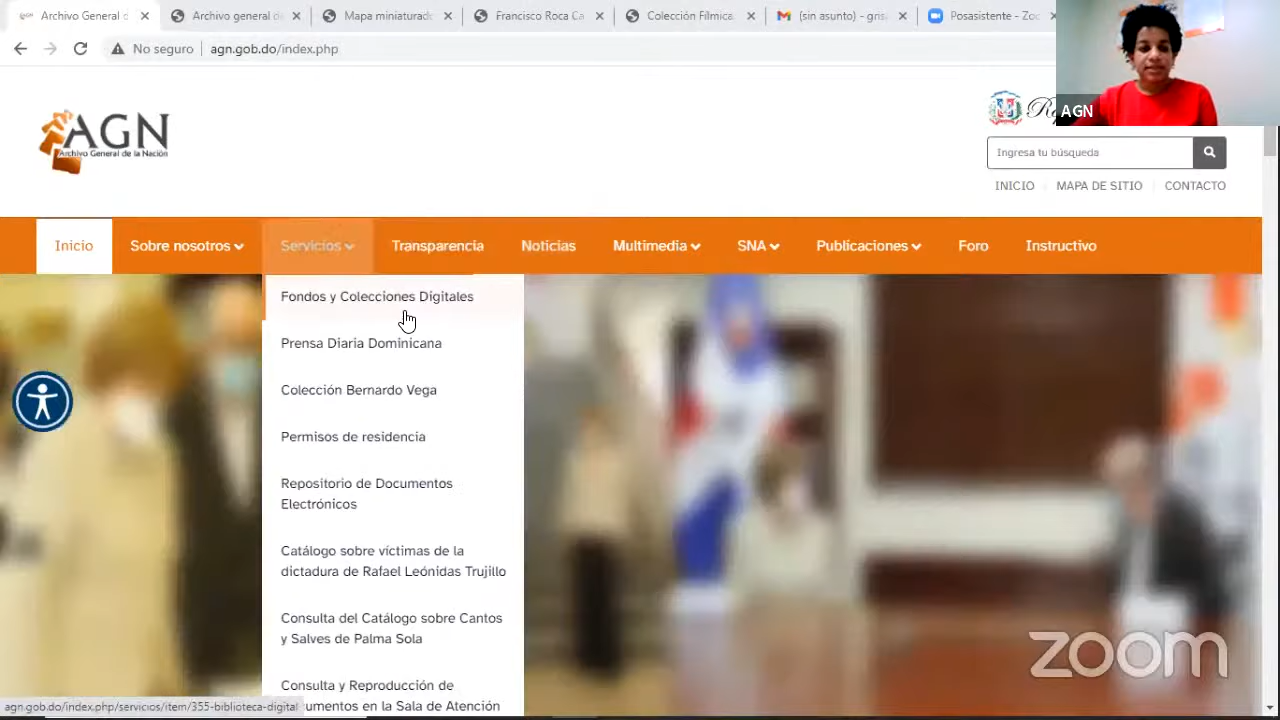 Archivo General d
Archivo general de
Mapa miniaturado
Francisco Roca Ca
Colección Fílmica
(sin asunto) - gris
Posasistente - Zoo
No seguro
agn.gob.do/index.php
AGN
AGN
Archivo General de la Nación
Ingresa tu búsqueda
INICIO
MAPA DE SITIO
CONTACTO
Inicio
Sobre nosotros
Servicios
Transparencia
Noticias
Multimedia
SNA
Publicaciones
Foro
Instructivo
Fondos y Colecciones Digitales
Prensa Diaria Dominicana
Colección Bernardo Vega
Permisos de residencia
Repositorio de Documentos
Electrónicos
Catálogo sobre víctimas de la
dictadura de Rafael Leónidas Trujillo
Consulta del Catálogo sobre Cantos
y Salves de Palma Sola
Consulta y Reproducción de
umentos en la Sala de Atención
zoom
agn.gob.do/index.php/servicios/item/355-biblioteca-digital